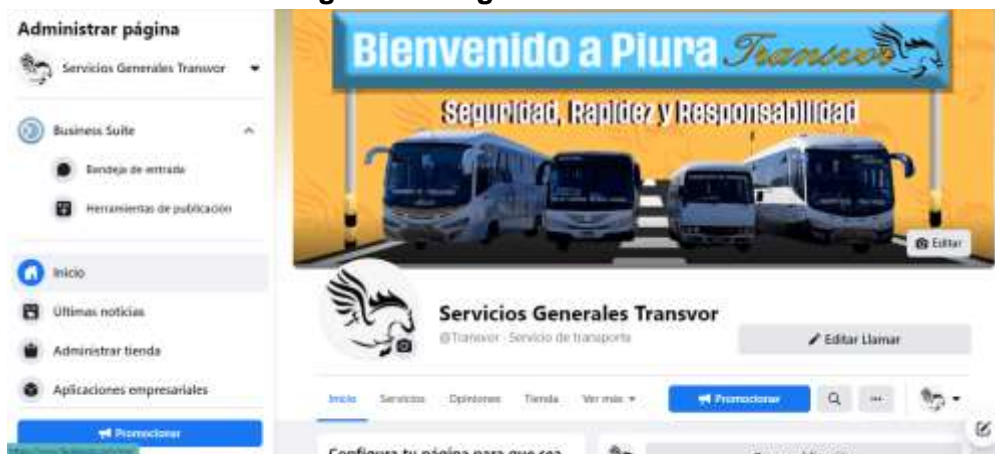 Administrar página
Servicios Generales Transvor
Business Suite
Bandeja de entrada
Herramientas de publicación
Inicio
Últimas noticias
Administrar tienda
Aplicaciones empresariales
Promocionar
Bienvenido a Piura Transvor
Seguridad, Rapidez y Responsabilidad
Editar
Servicios Generales Transvor
@Transvor · Servicio de transporte
Editar Llamar
Inicio Servicios Opiniones Tienda Ver más
Promocionar
Configura tu página para que sea